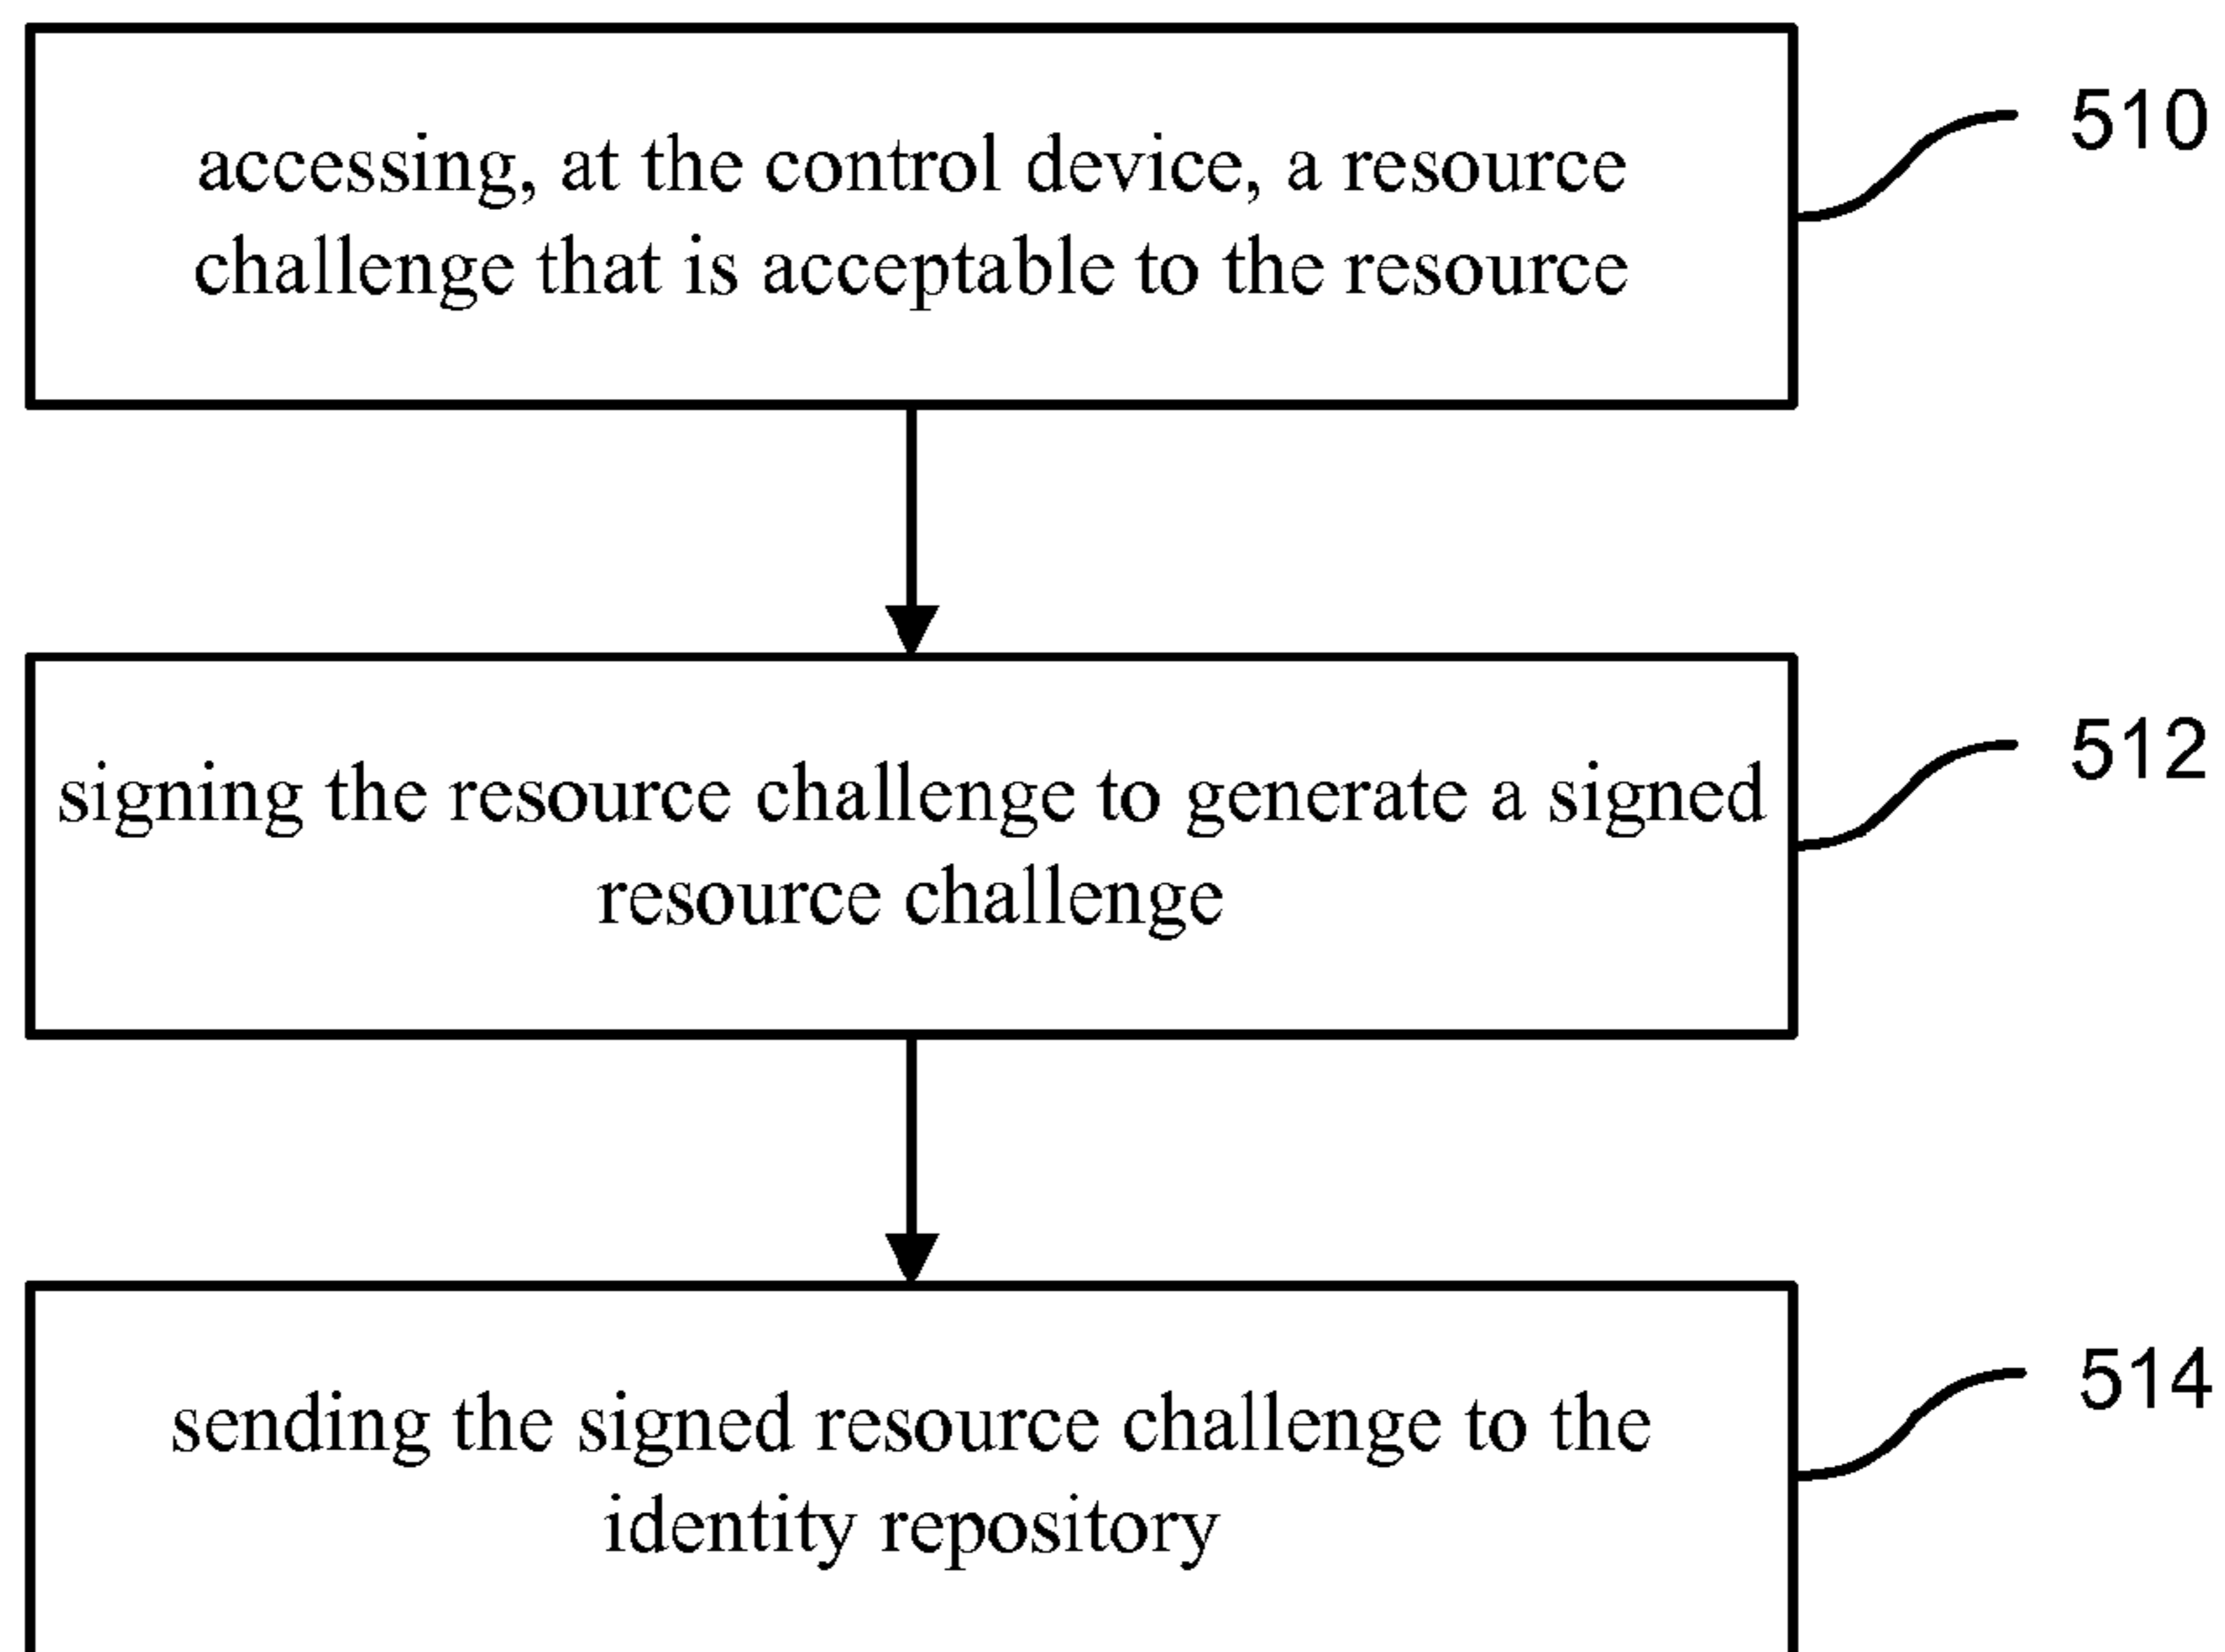 accessing, at the control device, a resource
challenge that is acceptable to the resource
510
signing the resource challenge to generate a signed
resource challenge
512
sending the signed resource challenge to the
identity repository
514